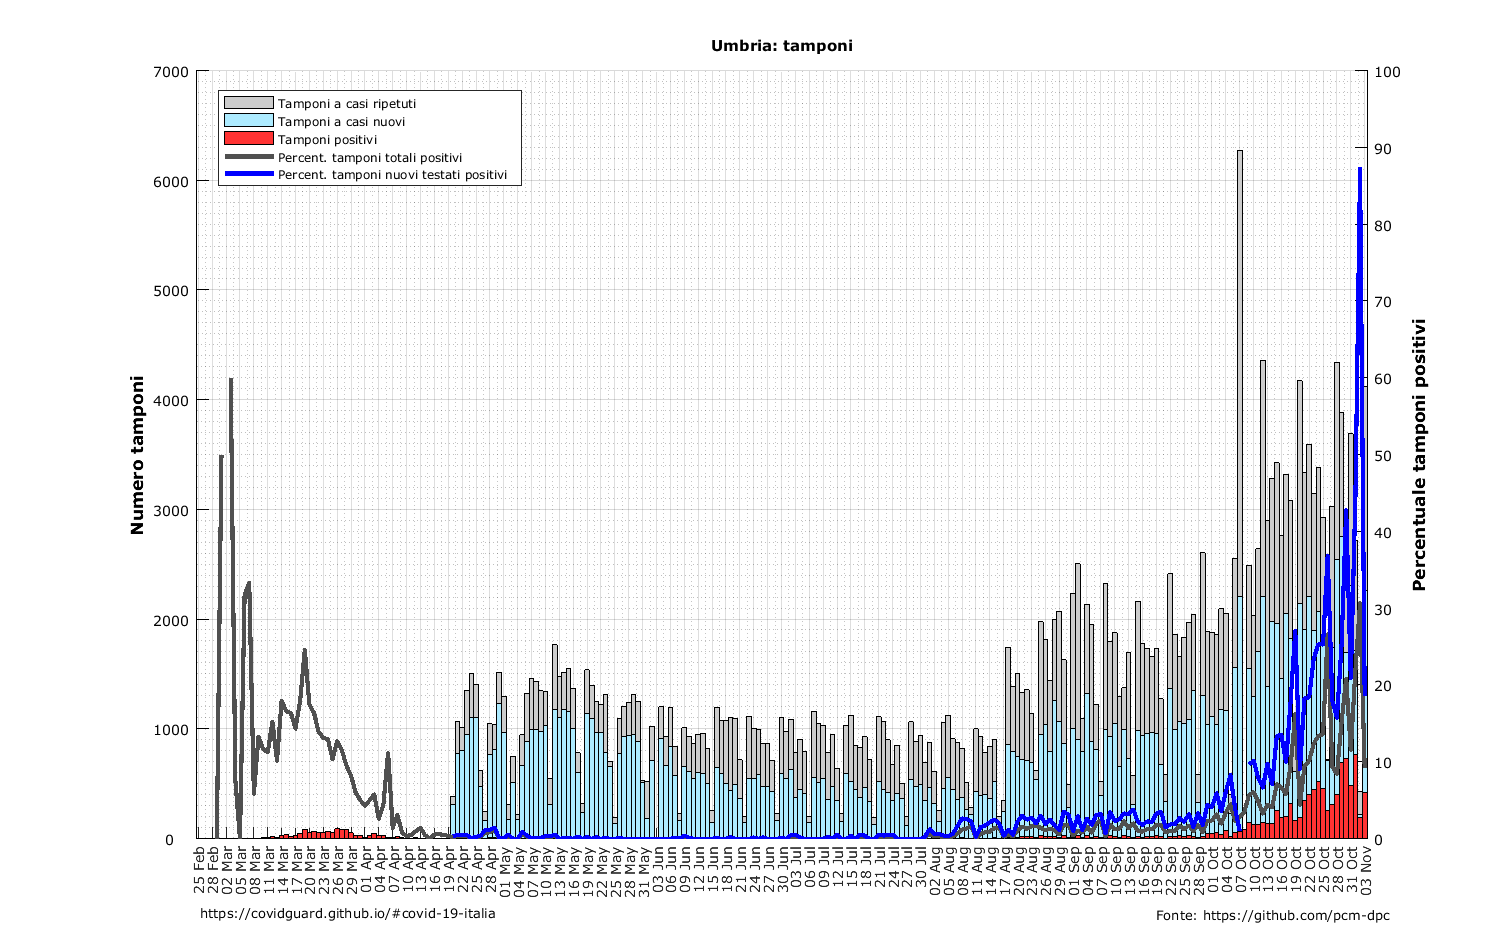 Umbria: tamponi
7000
6000
5000
4000
3000
2000
1000
0
Numero tamponi
Tamponi a casi ripetuti
Tamponi a casi nuovi
Tamponi positivi
Percent. tamponi totali positivi
Percent. tamponi nuovi testati positivi
100
90
80
70
60
50
40
30
20
10
0
Percentuale tamponi positivi
25 Feb
28 Feb
02 Mar
05 Mar
08 Mar
11 Mar
14 Mar
17 Mar
20 Mar
23 Mar
26 Mar
29 Mar
01 Apr
04 Apr
07 Apr
10 Apr
13 Apr
16 Apr
19 Apr
22 Apr
25 Apr
28 Apr
01 May
04 May
07 May
10 May
13 May
16 May
19 May
22 May
25 May
28 May
31 May
03 Jun
06 Jun
09 Jun
12 Jun
15 Jun
18 Jun
21 Jun
24 Jun
27 Jun
30 Jun
03 Jul
06 Jul
09 Jul
12 Jul
15 Jul
18 Jul
21 Jul
24 Jul
27 Jul
30 Jul
02 Aug
05 Aug
08 Aug
11 Aug
14 Aug
17 Aug
20 Aug
23 Aug
26 Aug
29 Aug
01 Sep
04 Sep
07 Sep
10 Sep
13 Sep
16 Sep
19 Sep
22 Sep
25 Sep
28 Sep
01 Oct
04 Oct
07 Oct
10 Oct
13 Oct
16 Oct
19 Oct
22 Oct
25 Oct
28 Oct
31 Oct
03 Nov
https://covidguard.github.io/#covid-19-italia
Fonte: https://github.com/pcm-dpc